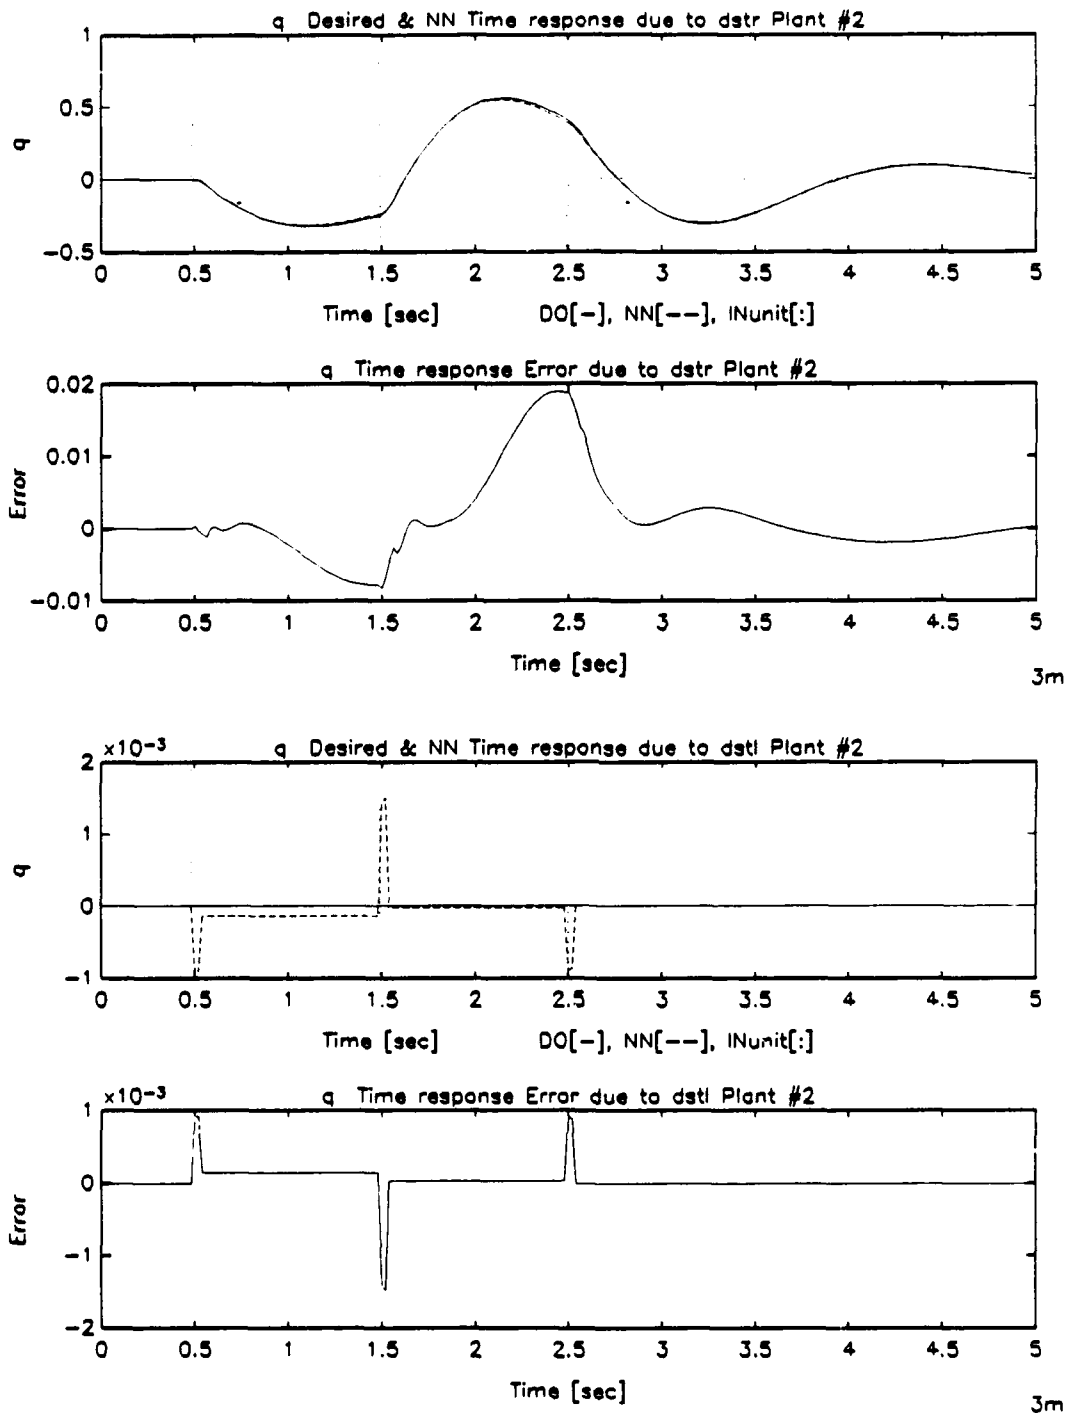 q Desired & NN Time response due to dstr Plant #2
1
0.5
0
-0.5
q
0 0.5 1 1.5 2 2.5 3 3.5 4 4.5 5
Time [sec] DO[-], NN[--], INunit[:]
q Time response Error due to dstr Plant #2
0.02
0.01
0
-0.01
Error
0 0.5 1 1.5 2 2.5 3 3.5 4 4.5 5
Time [sec]
3m
×10-3 q Desired & NN Time response due to dstl Plant #2
2
1
0
-1
q
0 0.5 1 1.5 2 2.5 3 3.5 4 4.5 5
Time [sec] DO[-], NN[--], INunit[:]
×10-3 q Time response Error due to dstl Plant #2
1
0
-1
-2
Error
0 0.5 1 1.5 2 2.5 3 3.5 4 4.5 5
Time [sec]
3m